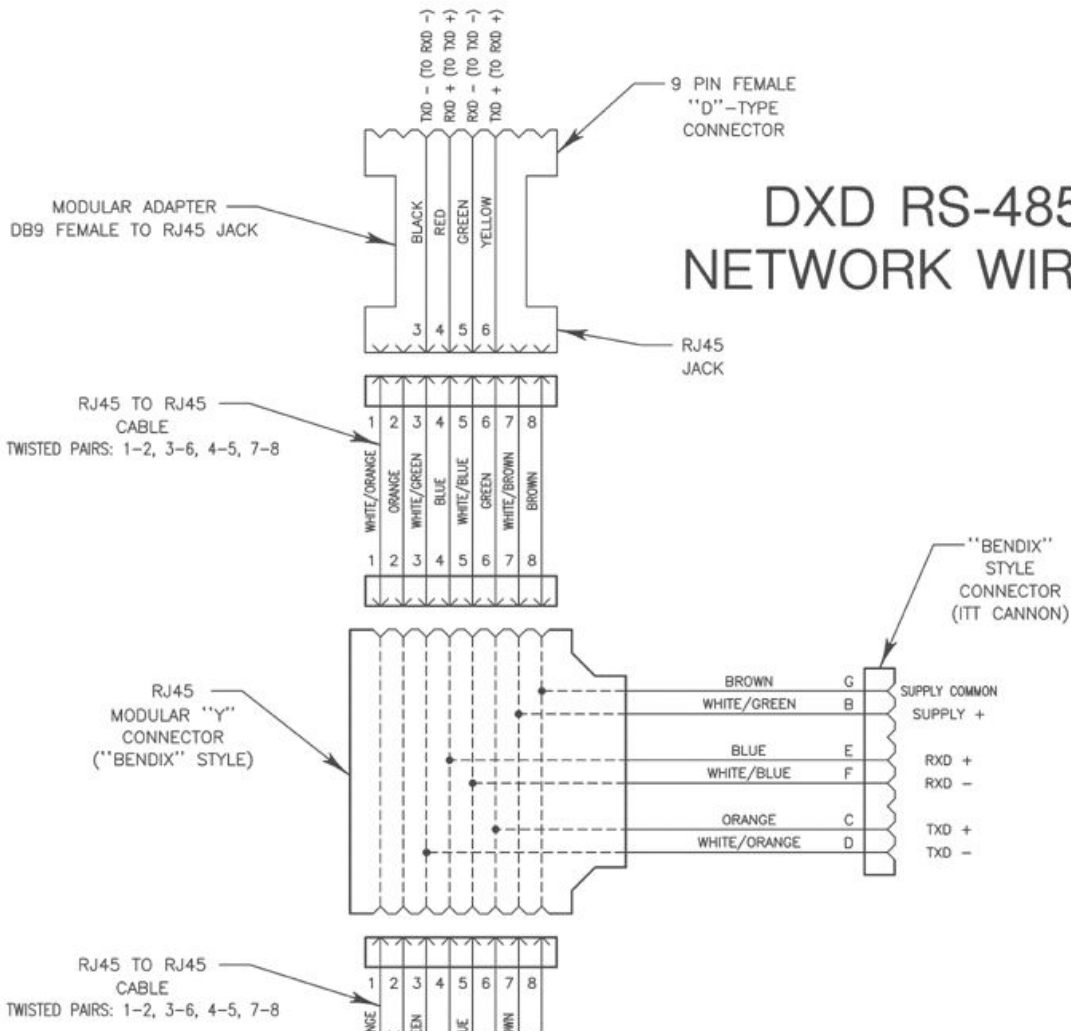 TXD - (TO RXD -)
RXD + (TO TXD +)
RXD - (TO TXD -)
TXD + (TO RXD +)
9 PIN FEMALE
''D''-TYPE
CONNECTOR
MODULAR ADAPTER
DB9 FEMALE TO RJ45 JACK
BLACK
RED
GREEN
YELLOW
DXD RS-485
NETWORK WIR
3 4 5 6
RJ45
JACK
RJ45 TO RJ45
CABLE
TWISTED PAIRS: 1-2, 3-6, 4-5, 7-8
1 2 3 4 5 6 7 8
WHITE/ORANGE
ORANGE
WHITE/GREEN
BLUE
WHITE/BLUE
GREEN
WHITE/BROWN
BROWN
1 2 3 4 5 6 7 8
''BENDIX''
STYLE
CONNECTOR
(ITT CANNON)
RJ45
MODULAR ''Y''
CONNECTOR
(''BENDIX'' STYLE)
BROWN G SUPPLY COMMON
WHITE/GREEN B SUPPLY +
BLUE E RXD +
WHITE/BLUE F RXD -
ORANGE C TXD +
WHITE/ORANGE D TXD -
RJ45 TO RJ45
CABLE
TWISTED PAIRS: 1-2, 3-6, 4-5, 7-8
1 2 3 4 5 6 7 8